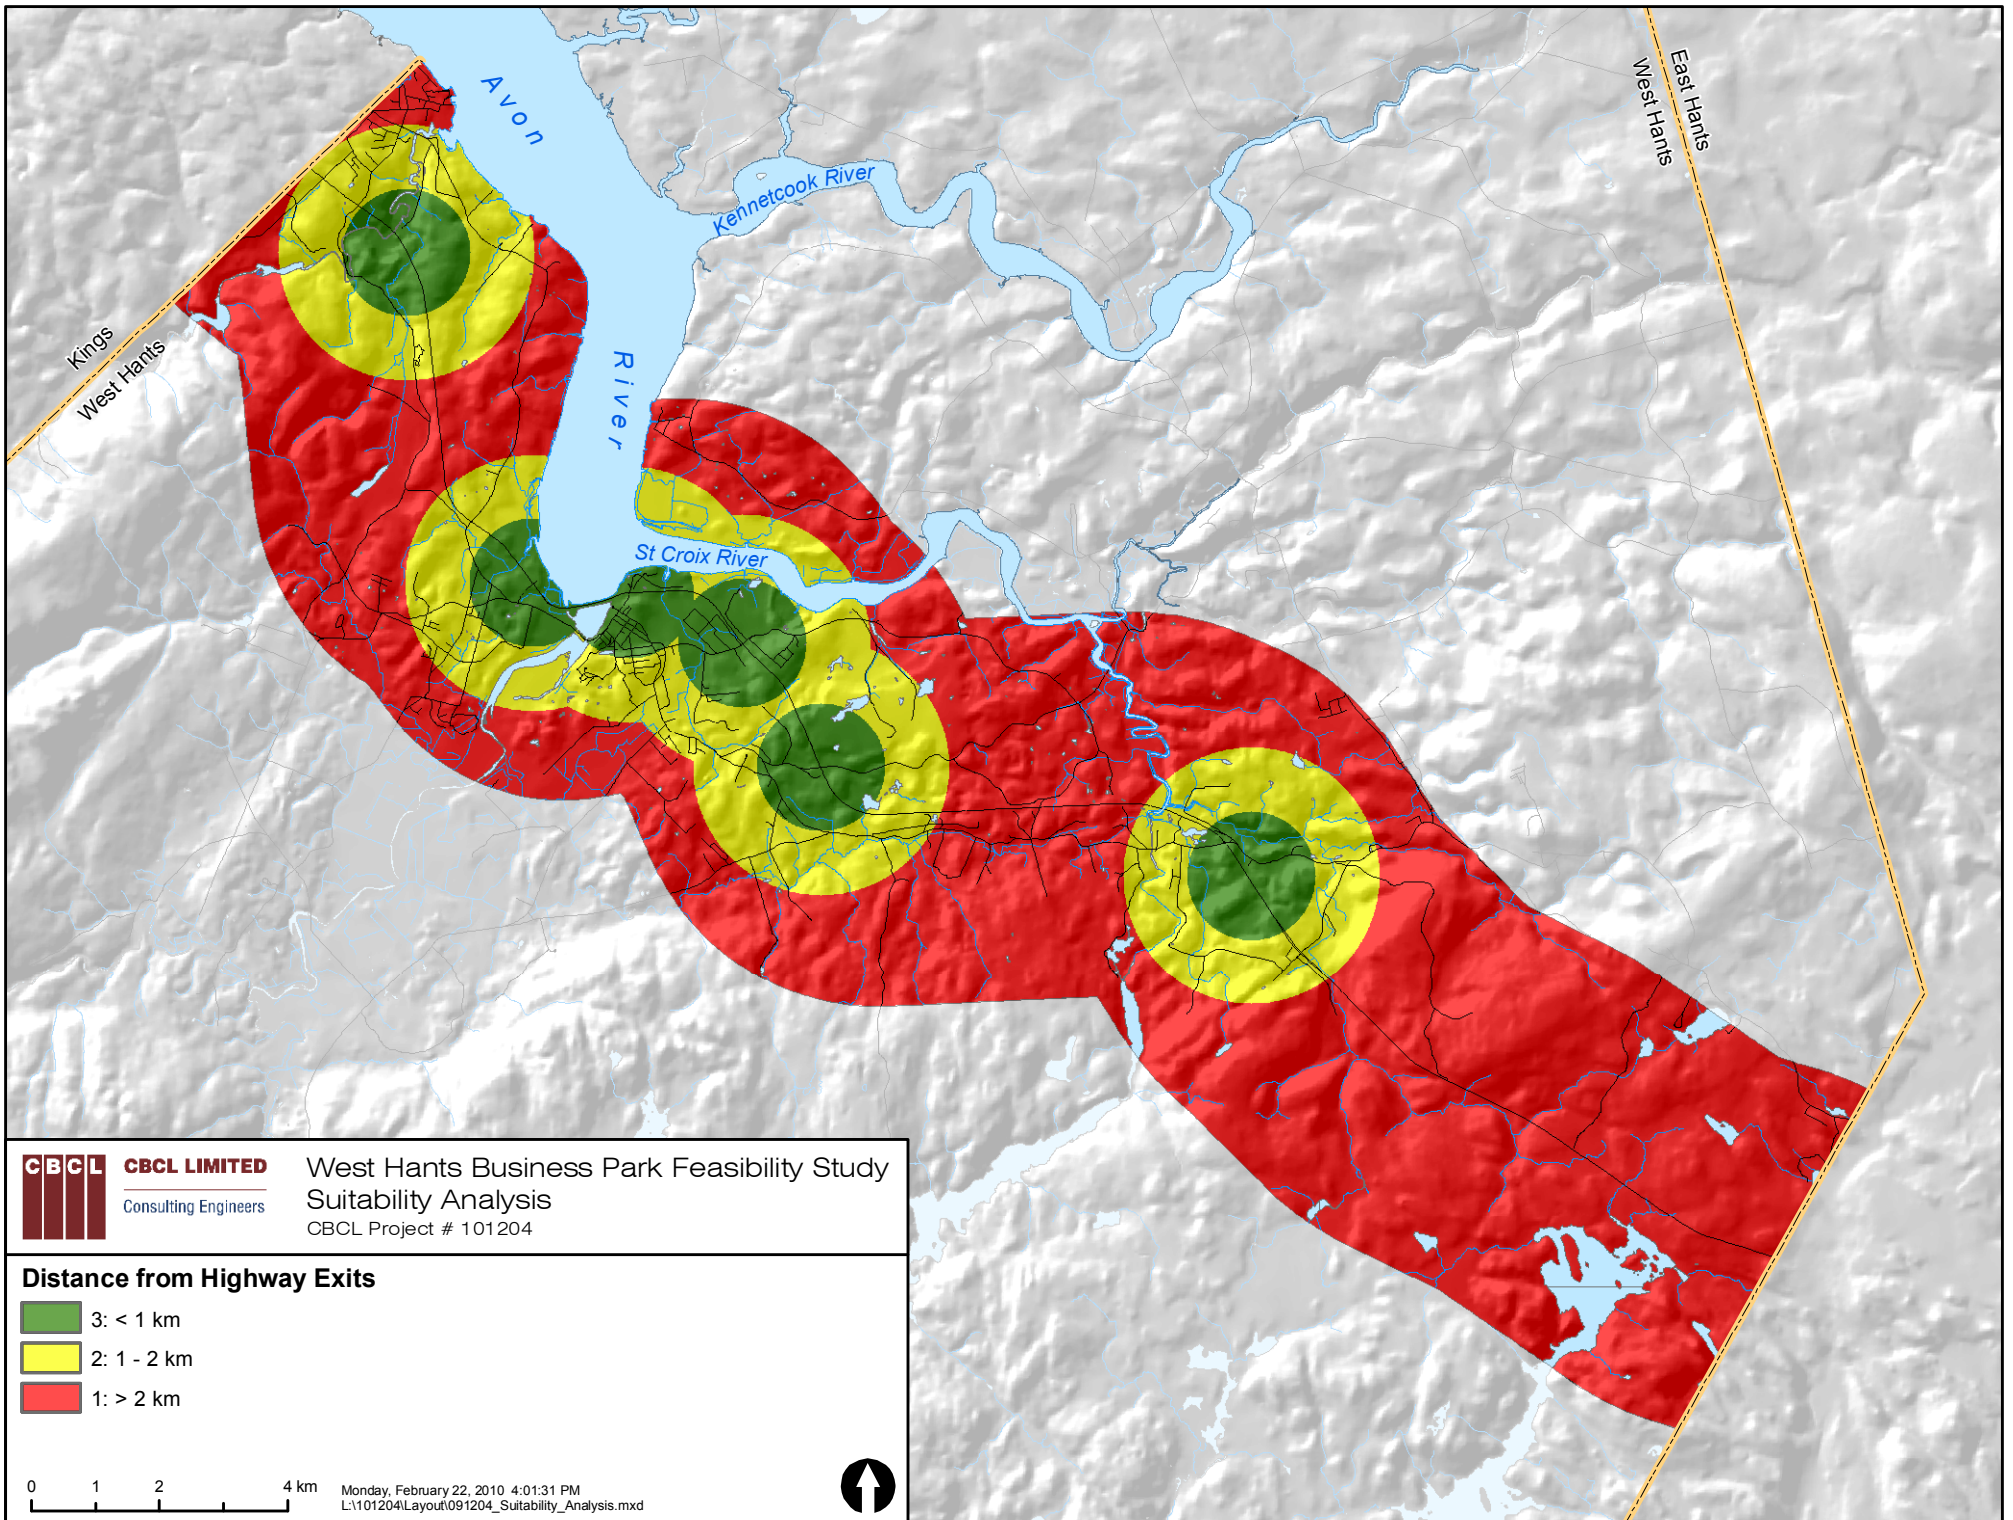 Avon
River
Kennetcook River
St Croix River
East Hants
West Hants
Kings
West Hants
CBCL
CBCL LIMITED
Consulting Engineers
West Hants Business Park Feasibility Study
Suitability Analysis
CBCL Project # 101204
Distance from Highway Exits
3: < 1 km
2: 1 - 2 km
1: > 2 km
0 1 2 4 km
Monday, February 22, 2010 4:01:31 PM
L:\101204\Layout\091204_Suitability_Analysis.mxd